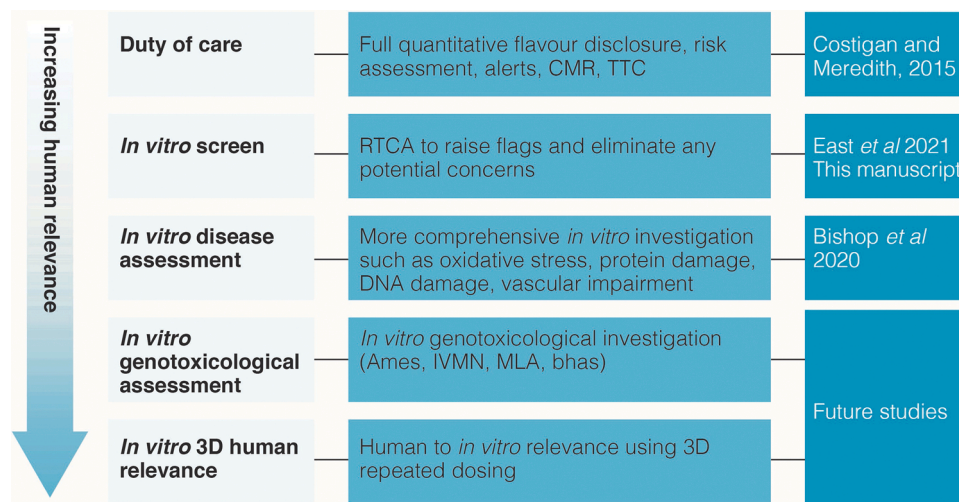 Increasing human relevance
Duty of care
Full quantitative flavour disclosure, risk
assessment, alerts, CMR, TTC
Costigan and
Meredith, 2015
In vitro screen
RTCA to raise flags and eliminate any
potential concerns
East et al 2021
This manuscript
In vitro disease
assessment
More comprehensive in vitro investigation
such as oxidative stress, protein damage,
DNA damage, vascular impairment
Bishop et al
2020
In vitro
genotoxicological
assessment
In vitro genotoxicological investigation
(Ames, IVMN, MLA, bhas)
Future studies
In vitro 3D human
relevance
Human to in vitro relevance using 3D
repeated dosing